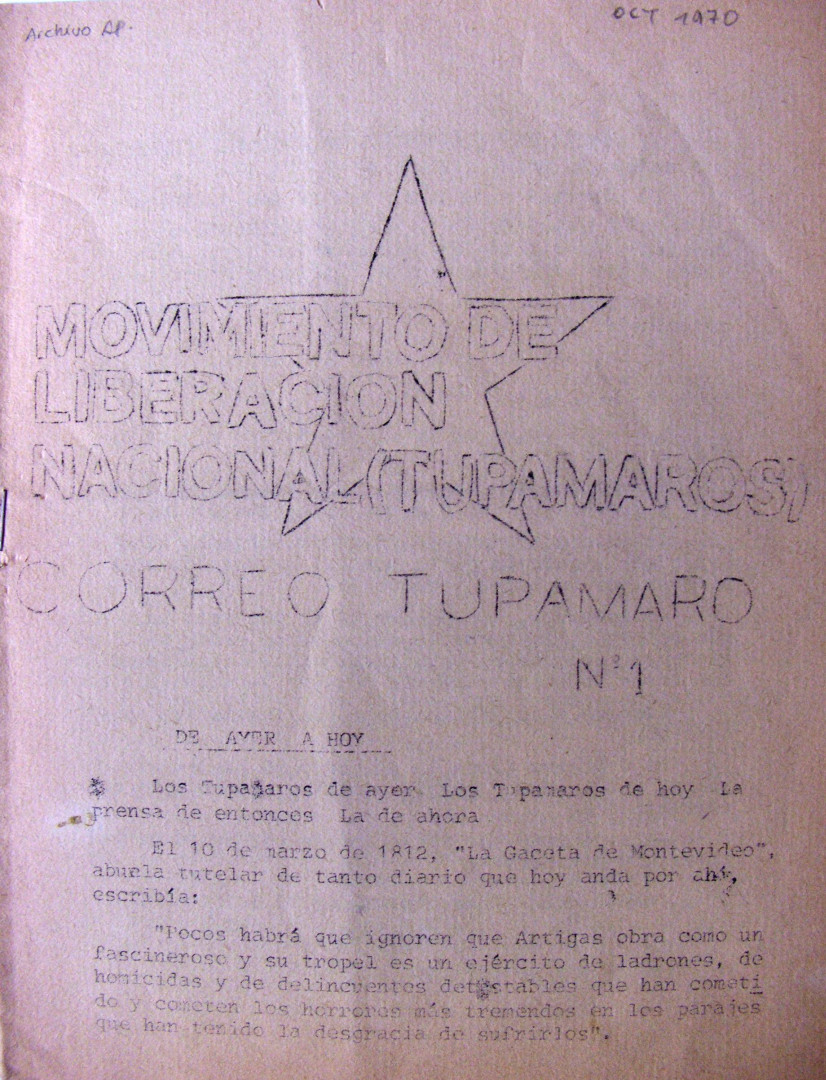 Archivo AP.
OCT 1970
MOVIMIENTO DE
LIBERACION
NACIONAL (TUPAMAROS)
CORREO TUPAMARO
Nº 1
DE AYER A HOY
* Los Tupamaros de ayer. Los Tupamaros de hoy La
prensa de entonces La de ahora
El 10 de marzo de 1812, "La Gaceta de Montevideo",
abuela tutelar de tanto diario que hoy anda por ahí,
escribía:
"Pocos habrá que ignoren que Artigas obra como un
fascineroso y su tropel es un ejército de ladrones, de
homicidas y de delincuentes detestables que han cometi
do y cometen los horrores más tremendos en los parajes
que han tenido la desgracia de sufrirlos".